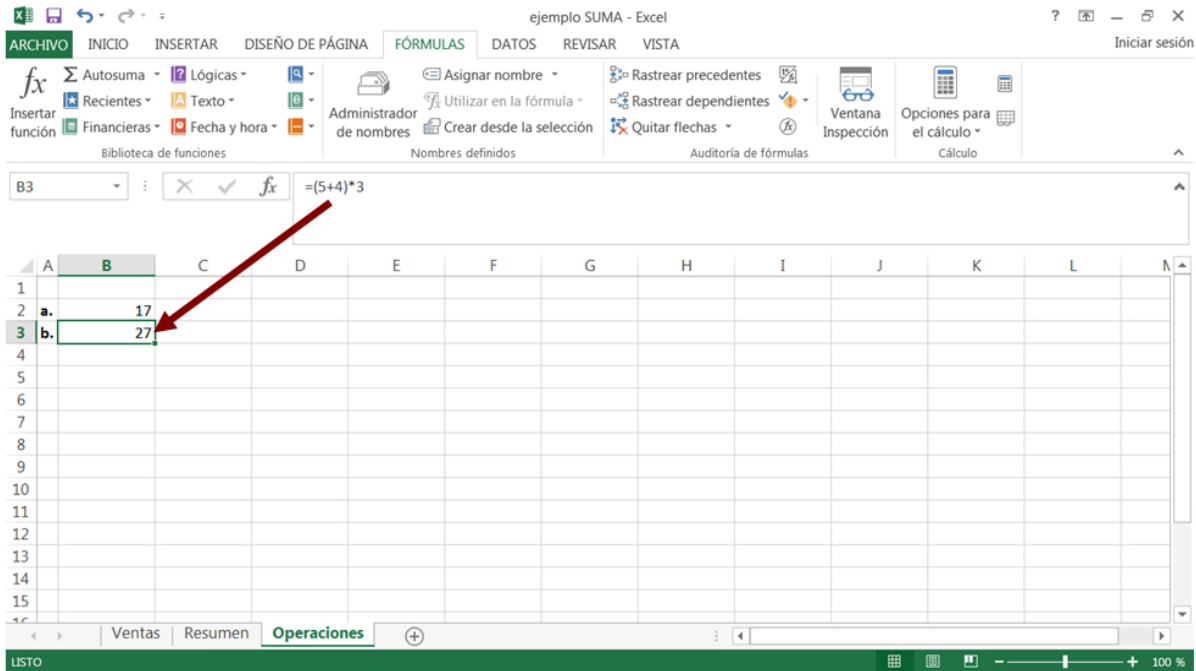 ejemplo SUMA - Excel
?
ARCHIVO INICIO INSERTAR DISEÑO DE PÁGINA FÓRMULAS DATOS REVISAR VISTA Iniciar sesión
fx Σ Autosuma ? Lógicas Asignar nombre Rastrear precedentes
Insertar función Recientes A Texto θ Administrador de nombres fx Utilizar en la fórmula Rastrear dependientes Ventana Inspección Opciones para el cálculo
Financieras Fecha y hora Crear desde la selección Quitar flechas fx
Biblioteca de funciones Nombres definidos Auditoría de fórmulas Cálculo
B3 fx =(5+4)*3
A B C D E F G H I J K L
1
2 a. 17
3 b. 27
4
5
6
7
8
9
10
11
12
13
14
15
Ventas Resumen Operaciones
LISTO 100 %